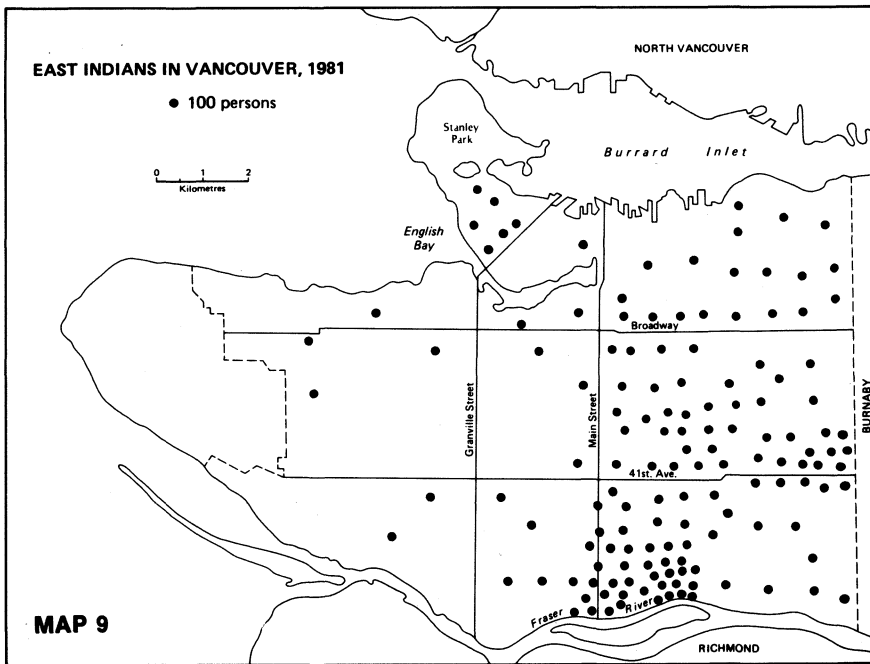 EAST INDIANS IN VANCOUVER, 1981
● 100 persons
0 1 2
Kilometres
NORTH VANCOUVER
Stanley
Park
Burrard Inlet
English
Bay
Broadway
Granville Street
Main Street
BURNABY
41st. Ave.
Fraser River
MAP 9
RICHMOND